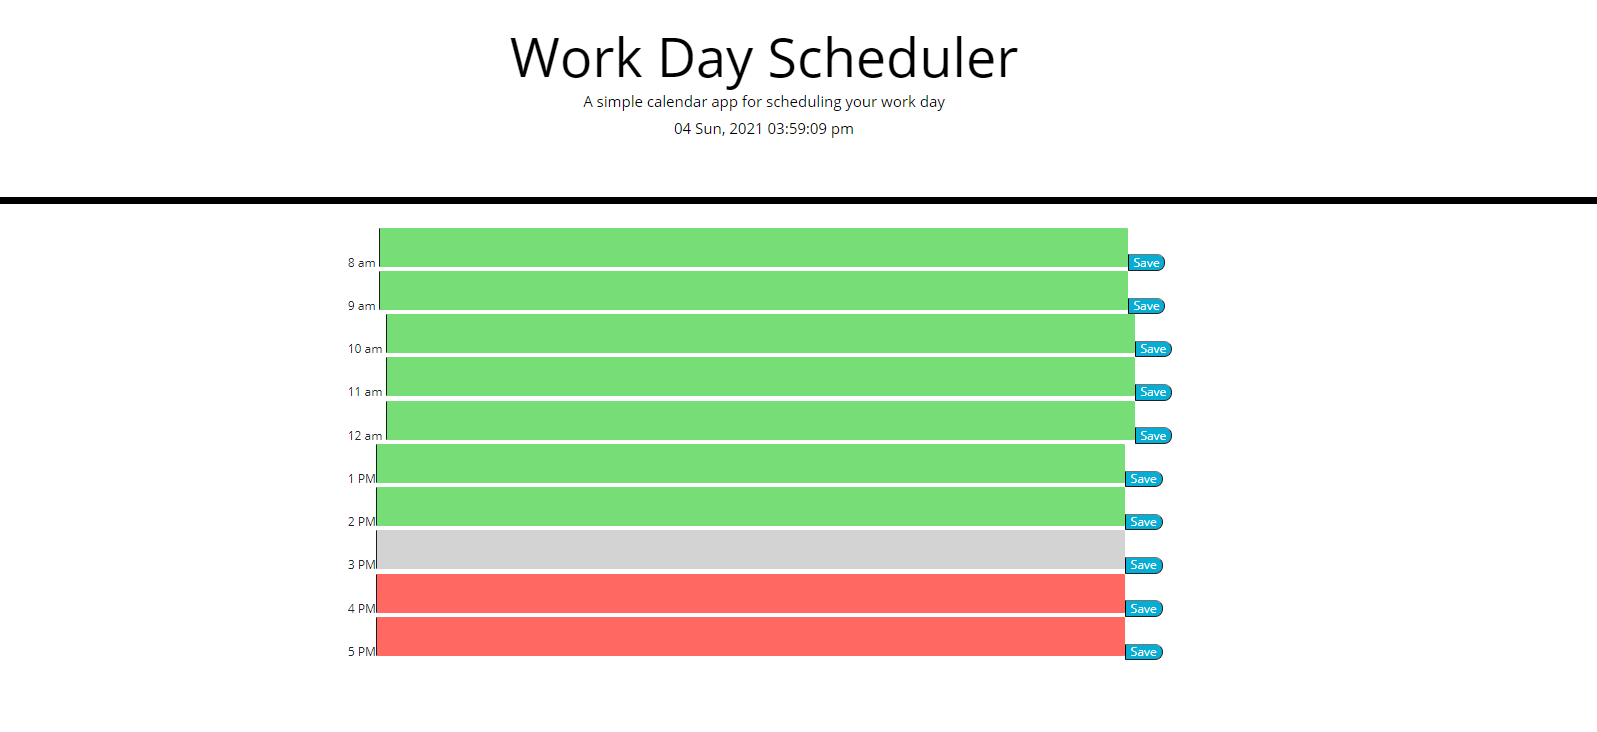 Work Day Scheduler
A simple calendar app for scheduling your work day
04 Sun, 2021 03:59:09 pm
8 am Save
9 am Save
10 am Save
11 am Save
12 am Save
1 PM Save
2 PM Save
3 PM Save
4 PM Save
5 PM Save